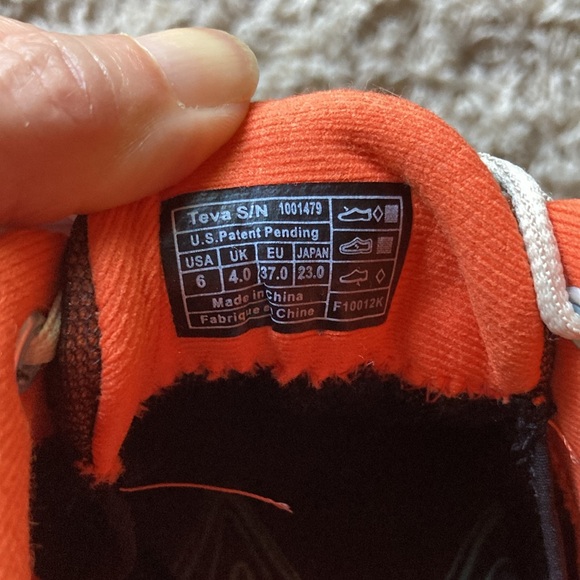 Teva S/N 1001479
U.S.Patent Pending
USA UK EU JAPAN
6 4.0 37.0 23.0
Made in China
Fabrique en Chine
F10012K